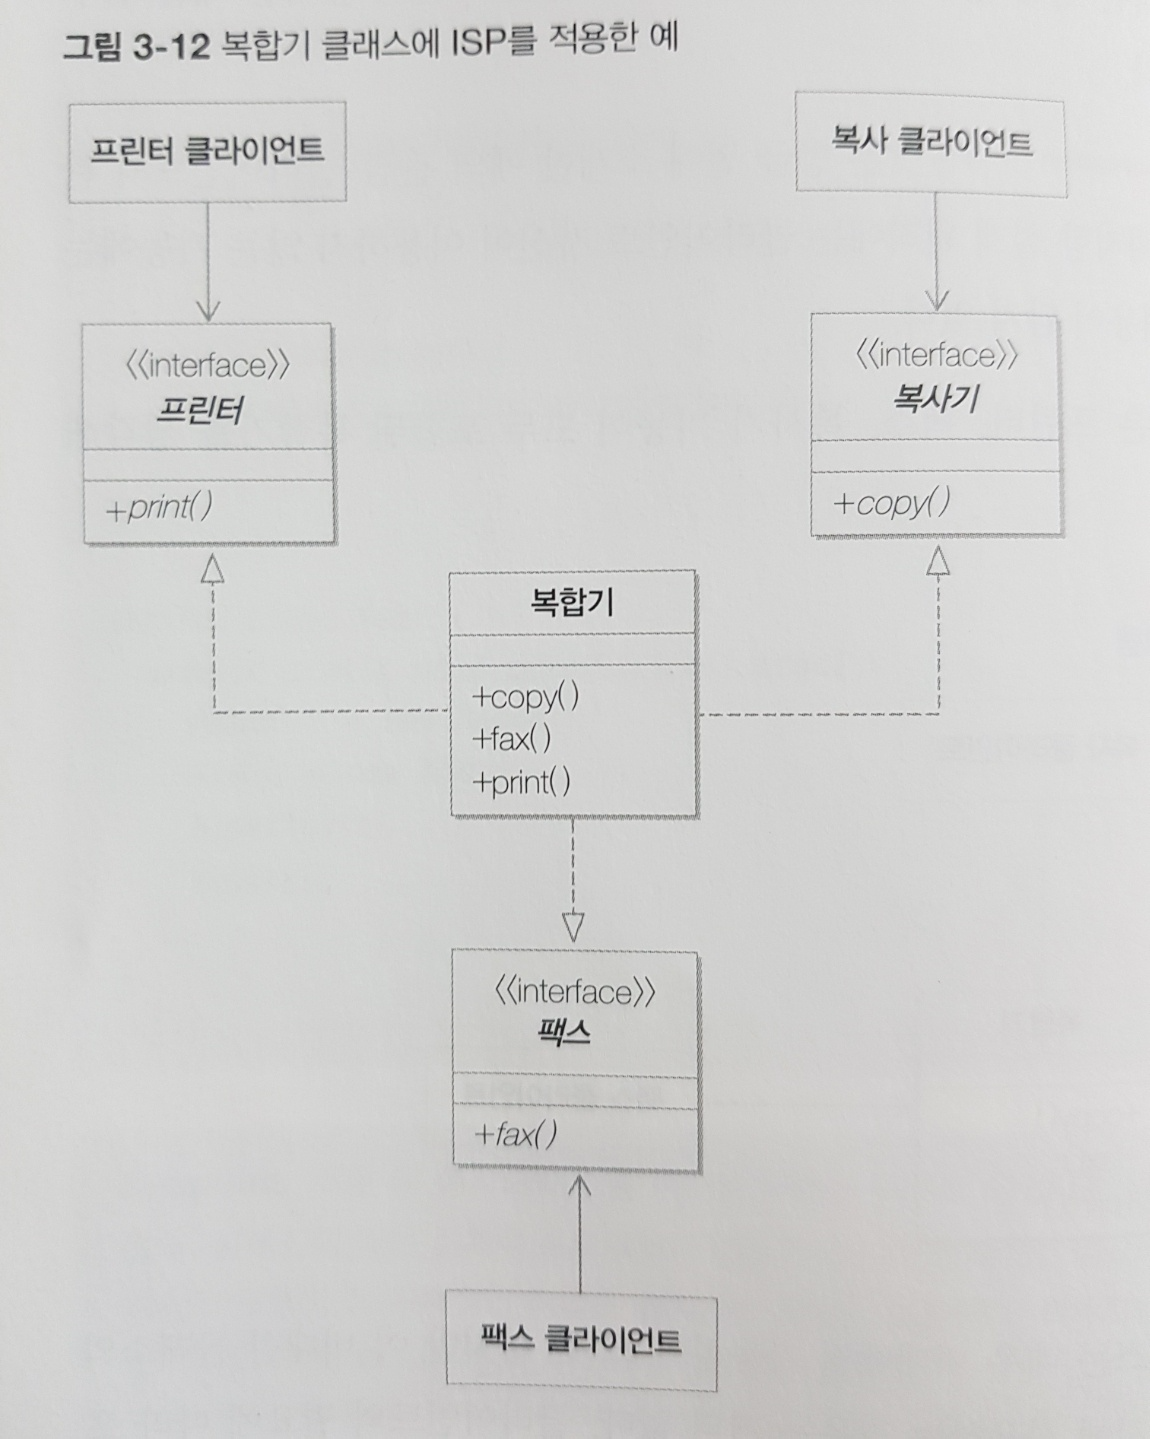 그림 3-12 복합기 클래스에 ISP를 적용한 예
프린터 클라이언트
복사 클라이언트
<<interface>>
프린터
+print()
<<interface>>
복사기
+copy()
복합기
+copy()
+fax()
+print()
<<interface>>
팩스
+fax()
팩스 클라이언트